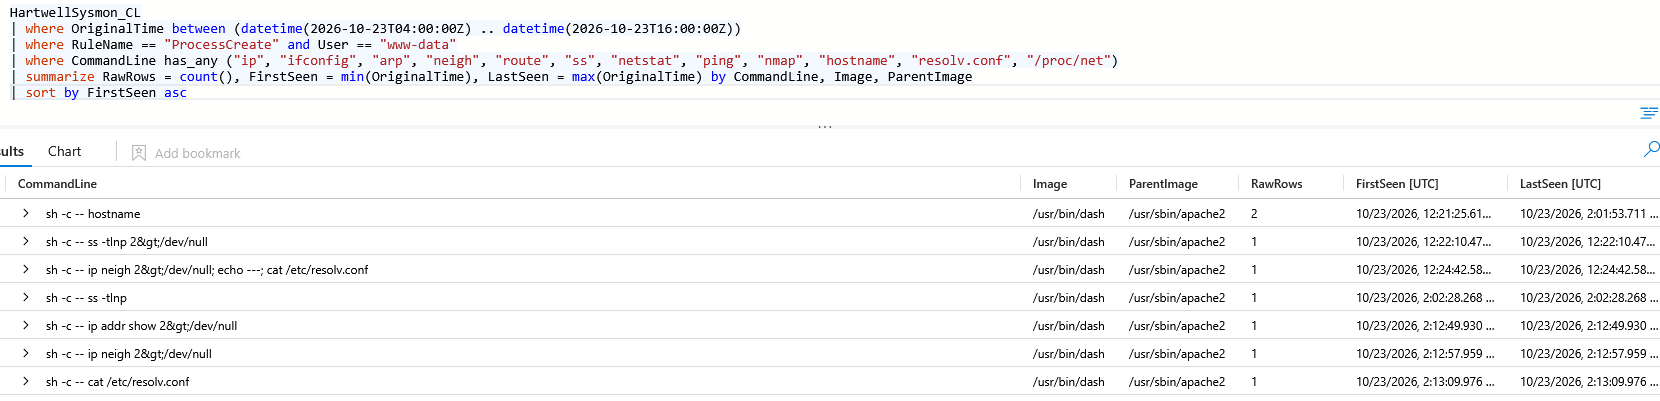 HartwellSysmon_CL
| where OriginalTime between (datetime(2026-10-23T04:00:00Z) .. datetime(2026-10-23T16:00:00Z))
| where RuleName == "ProcessCreate" and User == "www-data"
| where CommandLine has_any ("ip", "ifconfig", "arp", "neigh", "route", "ss", "netstat", "ping", "nmap", "hostname", "resolv.conf", "/proc/net")
| summarize RawRows = count(), FirstSeen = min(OriginalTime), LastSeen = max(OriginalTime) by CommandLine, Image, ParentImage
| sort by FirstSeen asc
ults Chart Add bookmark
CommandLine Image ParentImage RawRows FirstSeen [UTC] LastSeen [UTC]
sh -c -- hostname /usr/bin/dash /usr/sbin/apache2 2 10/23/2026, 12:21:25.61... 10/23/2026, 2:01:53.711 ...
sh -c -- ss -tlnp 2&gt;/dev/null /usr/bin/dash /usr/sbin/apache2 1 10/23/2026, 12:22:10.47... 10/23/2026, 12:22:10.47...
sh -c -- ip neigh 2&gt;/dev/null; echo ---; cat /etc/resolv.conf /usr/bin/dash /usr/sbin/apache2 1 10/23/2026, 12:24:42.58... 10/23/2026, 12:24:42.58...
sh -c -- ss -tlnp /usr/bin/dash /usr/sbin/apache2 1 10/23/2026, 2:02:28.268 ... 10/23/2026, 2:02:28.268 ...
sh -c -- ip addr show 2&gt;/dev/null /usr/bin/dash /usr/sbin/apache2 1 10/23/2026, 2:12:49.930 ... 10/23/2026, 2:12:49.930 ...
sh -c -- ip neigh 2&gt;/dev/null /usr/bin/dash /usr/sbin/apache2 1 10/23/2026, 2:12:57.959 ... 10/23/2026, 2:12:57.959 ...
sh -c -- cat /etc/resolv.conf /usr/bin/dash /usr/sbin/apache2 1 10/23/2026, 2:13:09.976 ... 10/23/2026, 2:13:09.976 ...